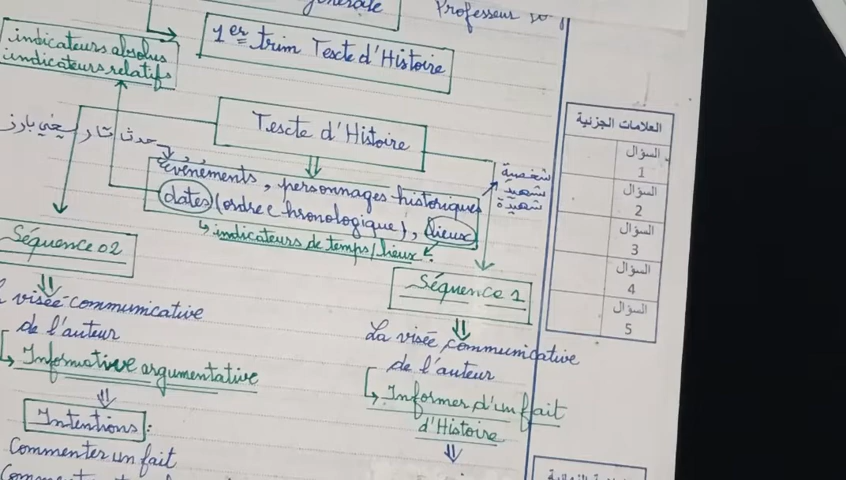 générale
Professeur
1er trim Texte d'Histoire
indicateurs absolus
indicateurs relatifs
Texte d'Histoire
حدث تاريخي بارز
événements, personnages historiques
dates (ordre chronologique), lieux
indicateurs de temps/lieux
شخصية
شهيد
شهيدة
Séquence 02
visée communicative
de l'auteur
Informative argumentative
Intentions:
Commenter un fait
Séquence 1
La visée communicative
de l'auteur
Informer d'un fait
d'Histoire
العلامات الجزئية
السؤال
1
السؤال
2
السؤال
3
السؤال
4
السؤال
5